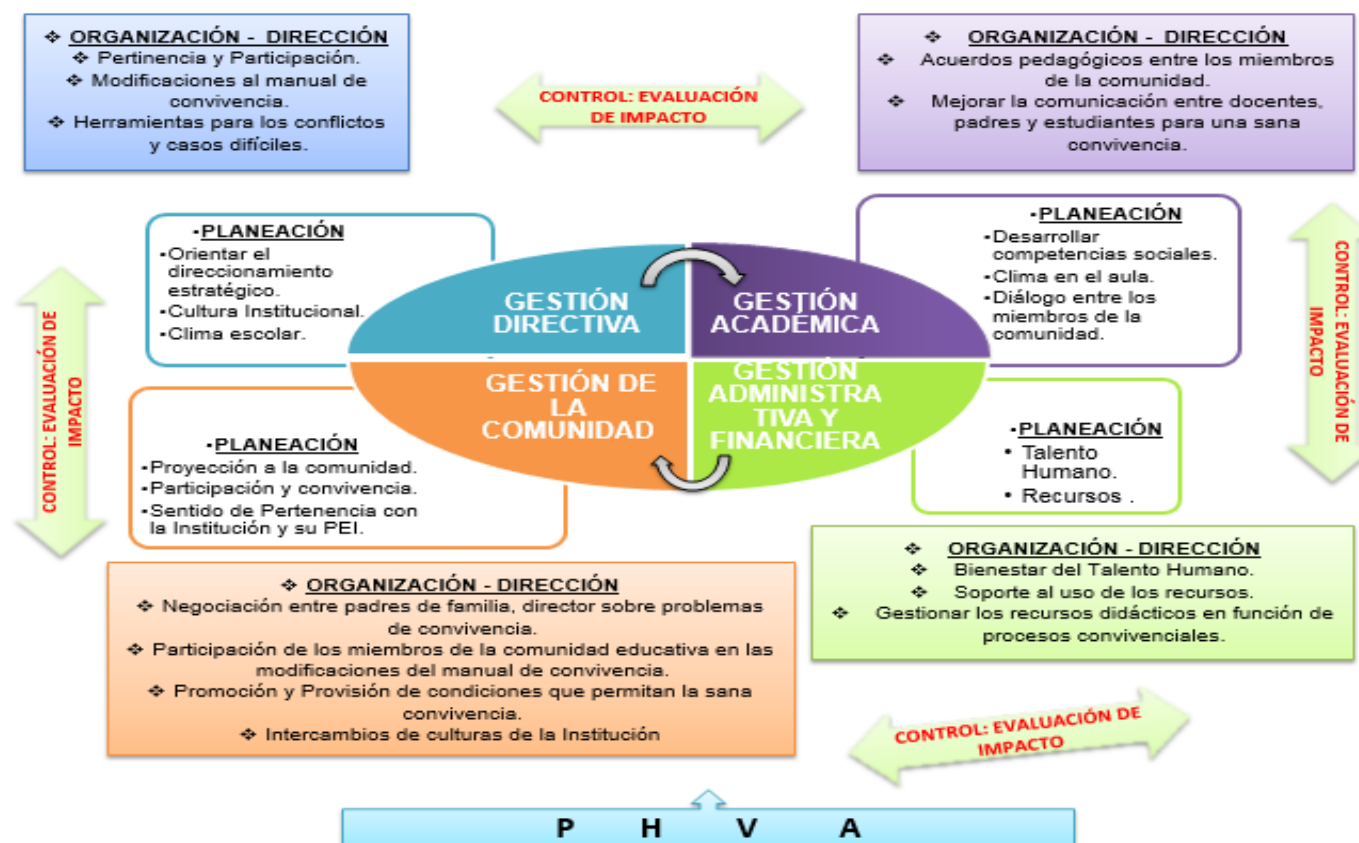 ❖ ORGANIZACIÓN - DIRECCIÓN
❖ Pertinencia y Participación.
❖ Modificaciones al manual de
convivencia.
❖ Herramientas para los conflictos
y casos difíciles.
CONTROL: EVALUACIÓN
DE IMPACTO
❖ ORGANIZACIÓN - DIRECCIÓN
❖ Acuerdos pedagógicos entre los miembros
de la comunidad.
❖ Mejorar la comunicación entre docentes,
padres y estudiantes para una sana
convivencia.
•PLANEACIÓN
•Orientar el
direccionamiento
estratégico.
•Cultura Institucional.
•Clima escolar.
GESTIÓN
DIRECTIVA
GESTIÓN
ACADÉMICA
•PLANEACIÓN
•Desarrollar
competencias sociales.
•Clima en el aula.
•Diálogo entre los
miembros de la
comunidad.
CONTROL: EVALUACIÓN DE
IMPACTO
CONTROL: EVALUACIÓN DE
IMPACTO
•PLANEACIÓN
•Proyección a la comunidad.
•Participación y convivencia.
•Sentido de Pertenencia con
la Institución y su PEI.
GESTIÓN DE
LA
COMUNIDAD
GESTIÓN
ADMINISTRA
TIVA Y
FINANCIERA
•PLANEACIÓN
• Talento
Humano.
• Recursos .
❖ ORGANIZACIÓN - DIRECCIÓN
❖ Negociación entre padres de familia, director sobre problemas
de convivencia.
❖ Participación de los miembros de la comunidad educativa en las
modificaciones del manual de convivencia.
❖ Promoción y Provisión de condiciones que permitan la sana
convivencia.
❖ Intercambios de culturas de la Institución
❖ ORGANIZACIÓN - DIRECCIÓN
❖ Bienestar del Talento Humano.
❖ Soporte al uso de los recursos.
❖ Gestionar los recursos didácticos en función de
procesos convivenciales.
CONTROL: EVALUACIÓN DE
IMPACTO
P H V A